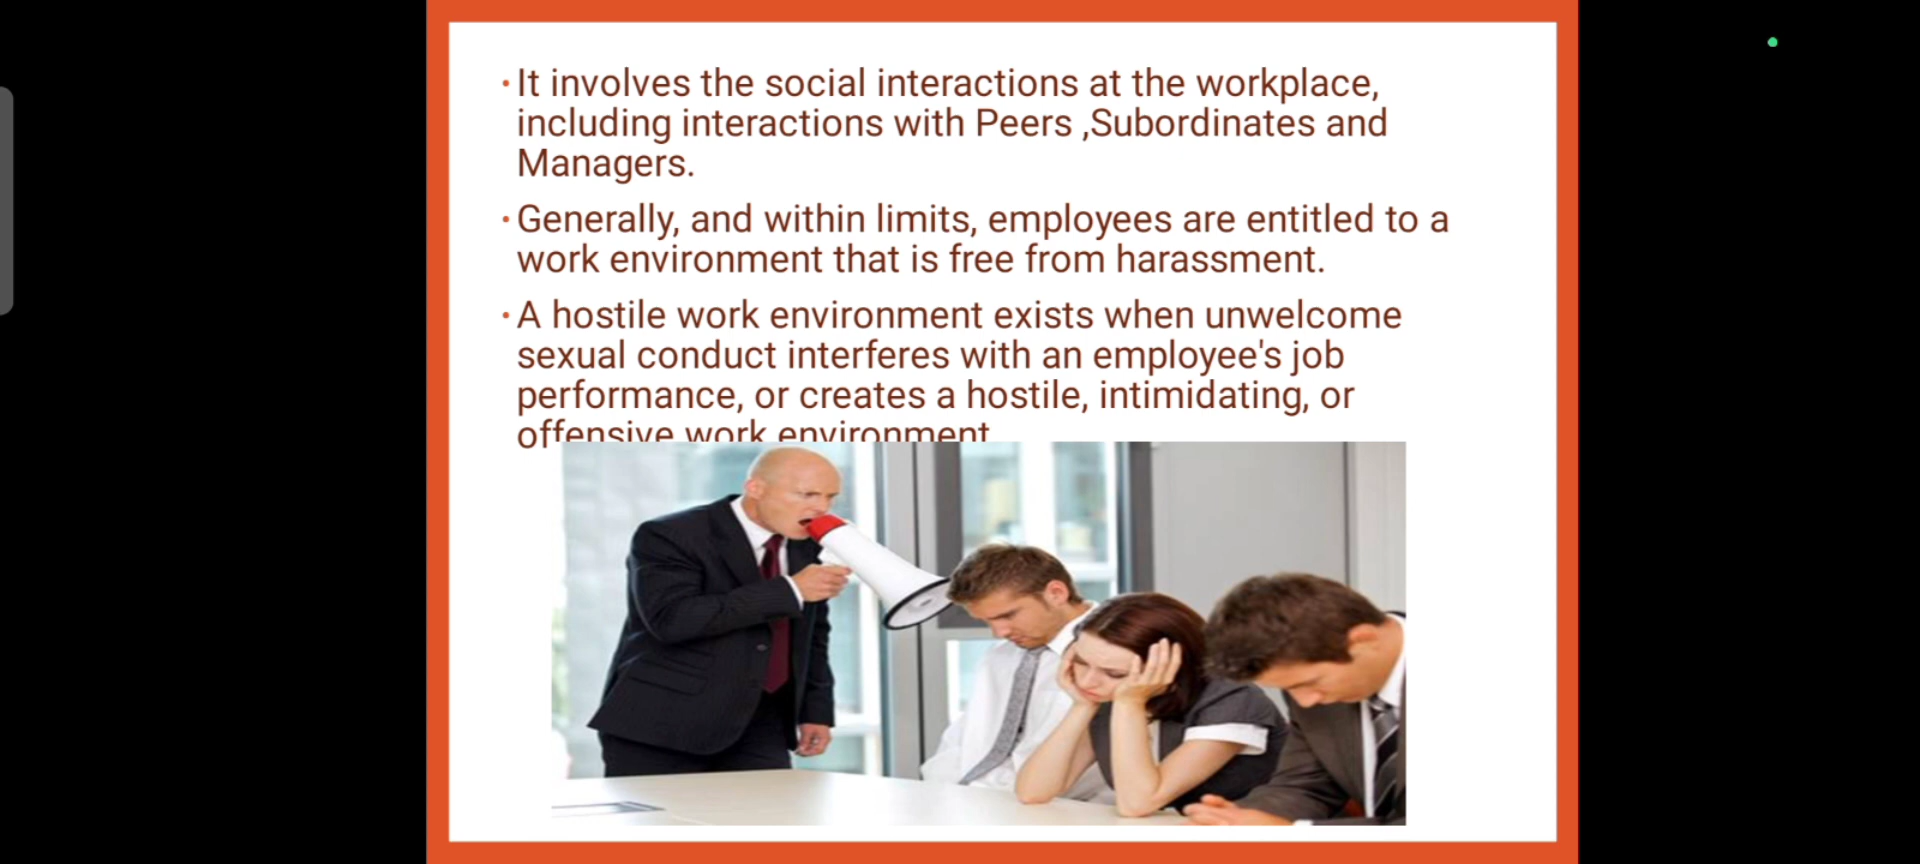 • It involves the social interactions at the workplace,
including interactions with Peers ,Subordinates and
Managers.
• Generally, and within limits, employees are entitled to a
work environment that is free from harassment.
• A hostile work environment exists when unwelcome
sexual conduct interferes with an employee's job
performance, or creates a hostile, intimidating, or
offensive work environment